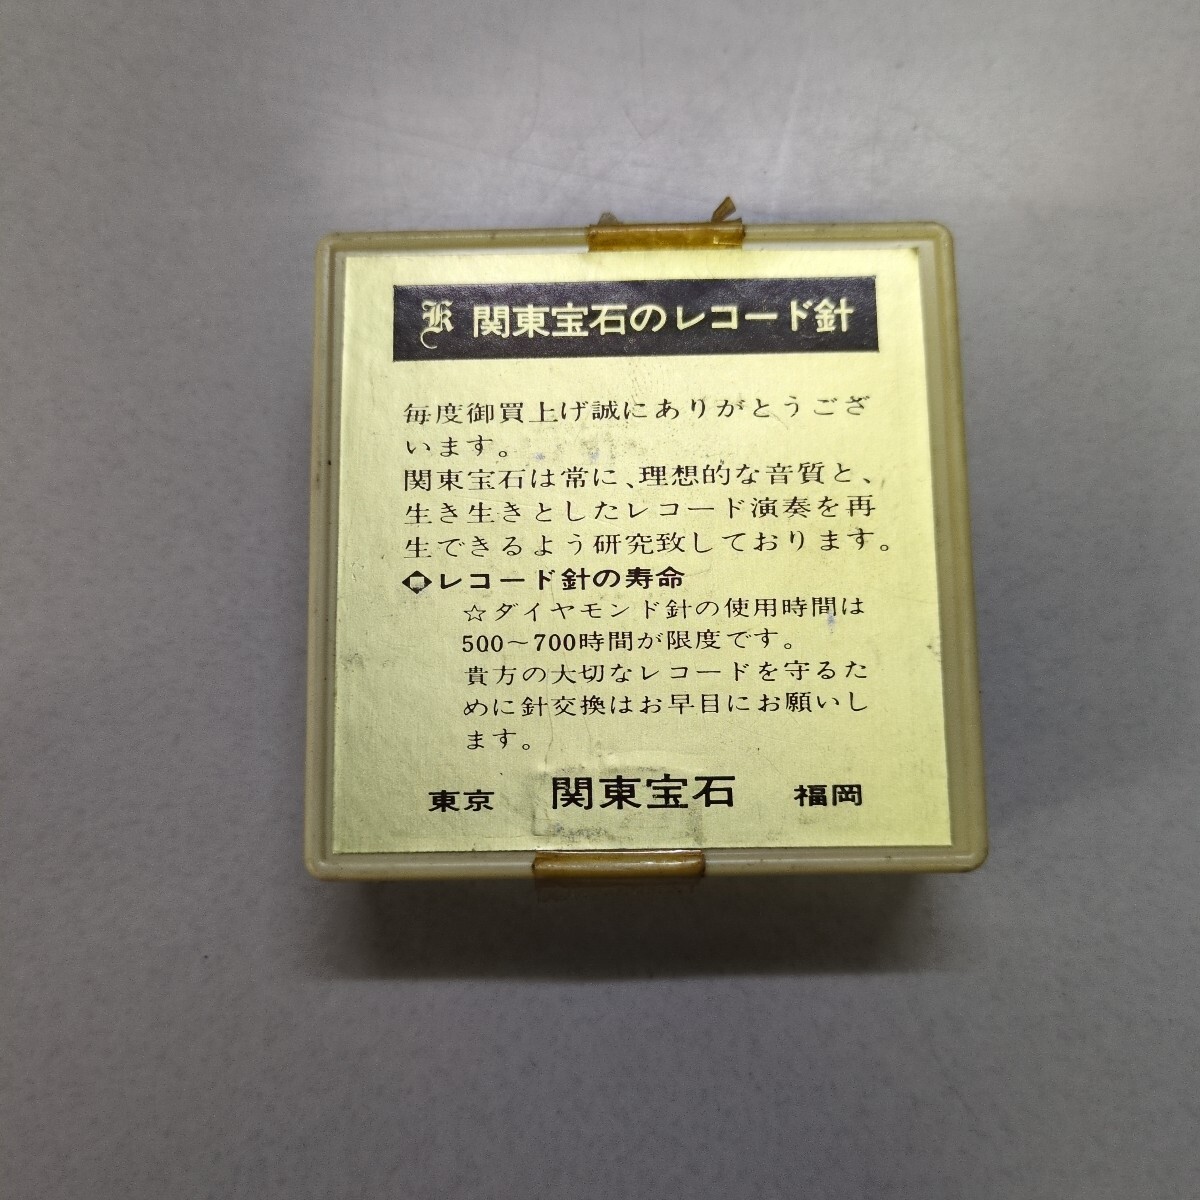 K 関東宝石のレコード針
毎度御買上げ誠にありがとうござ
います。
関東宝石は常に、理想的な音質と、
生き生きとしたレコード演奏を再
生できるよう研究致しております。
レコード針の寿命
☆ダイヤモンド針の使用時間は
500～700時間が限度です。
貴方の大切なレコードを守るた
めに針交換はお早目にお願いし
ます。
東京 関東宝石 福岡